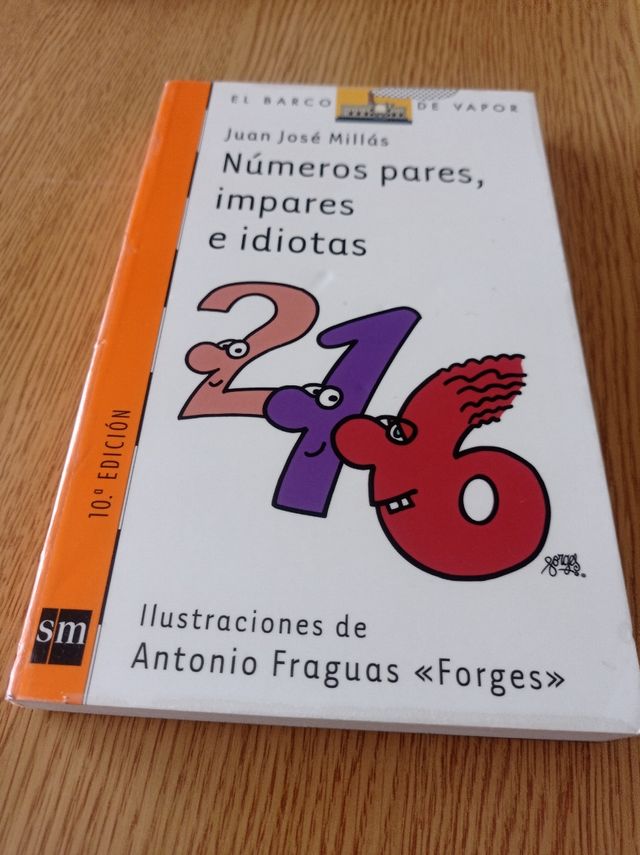 EL BARCO DE VAPOR
Juan José Millás
Números pares,
impares
e idiotas
216
forges
Ilustraciones de
Antonio Fraguas «Forges»
10.ª EDICIÓN
sm